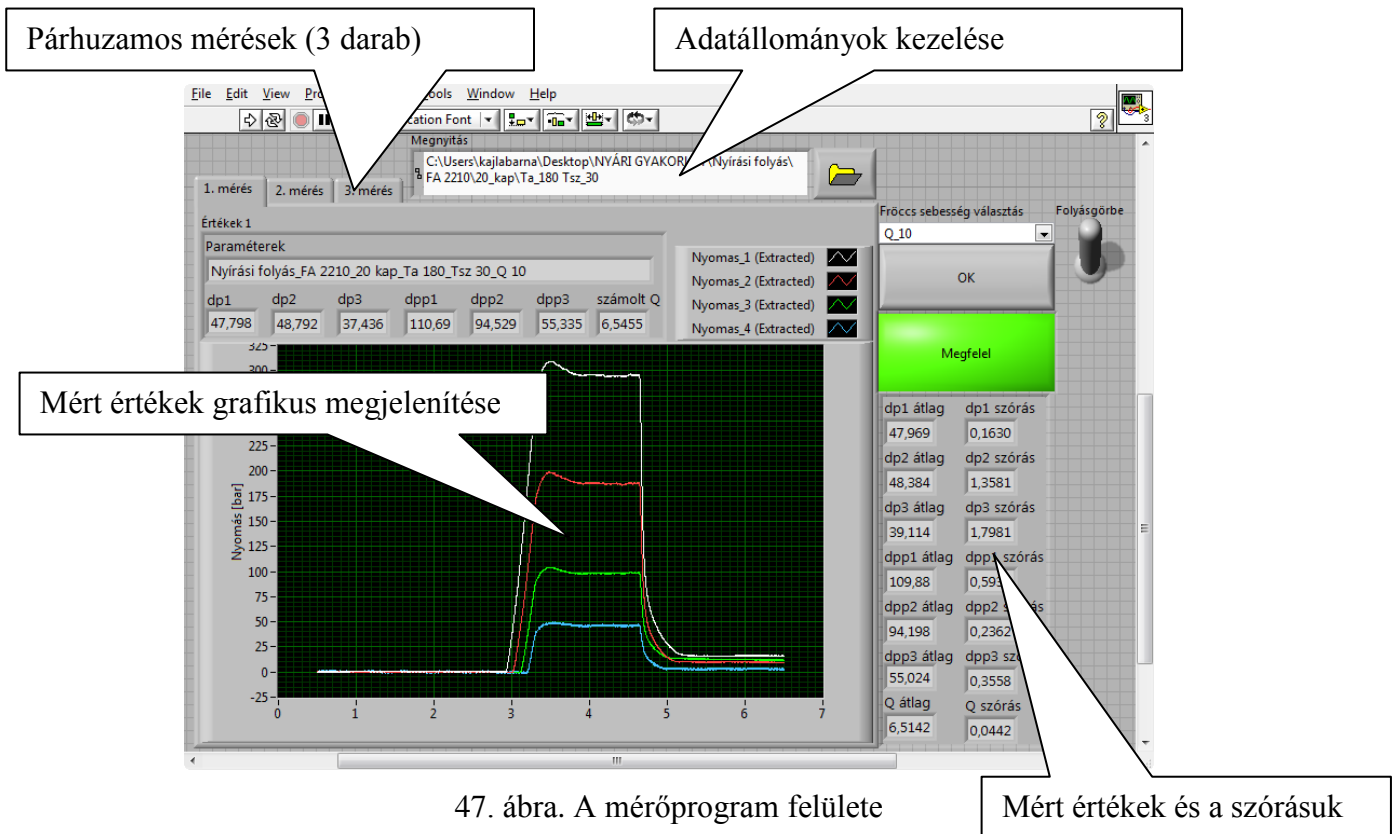 Párhuzamos mérések (3 darab)
Adatállományok kezelése
File Edit View Window Help
Font
Megnyitás
C:\Users\kajlabarna\Desktop\NYÁRI \Nyírási folyás\
FA 2210\20_kap\Ta_180 Tsz_30
1. mérés 2. mérés 3. mérés
Értékek 1
Paraméterek
Nyírási folyás_FA 2210_20 kap_Ta 180_Tsz 30_Q 10
dp1 dp2 dp3 dpp1 dpp2 dpp3 számolt Q
47,798 48,792 37,436 110,69 94,529 55,335 6,5455
Nyomas_1 (Extracted)
Nyomas_2 (Extracted)
Nyomas_3 (Extracted)
Nyomas_4 (Extracted)
Fröccs sebesség választás
Q_10
Folyásgörbe
OK
Megfelel
325
300
Mért értékek grafikus megjelenítése
225
200
175
150
125
100
75
50
25
0
-25
Nyomás [bar]
0 1 2 3 4 5 6 7
dp1 átlag dp1 szórás
47,969 0,1630
dp2 átlag dp2 szórás
48,384 1,3581
dp3 átlag dp3 szórás
39,114 1,7981
dpp1 átlag dpp1 szórás
109,88
dpp2 átlag dpp2
94,198 0,2362
dpp3 átlag dpp3
55,024 0,3558
Q átlag Q szórás
6,5142 0,0442
47. ábra. A mérőprogram felülete
Mért értékek és a szórásuk